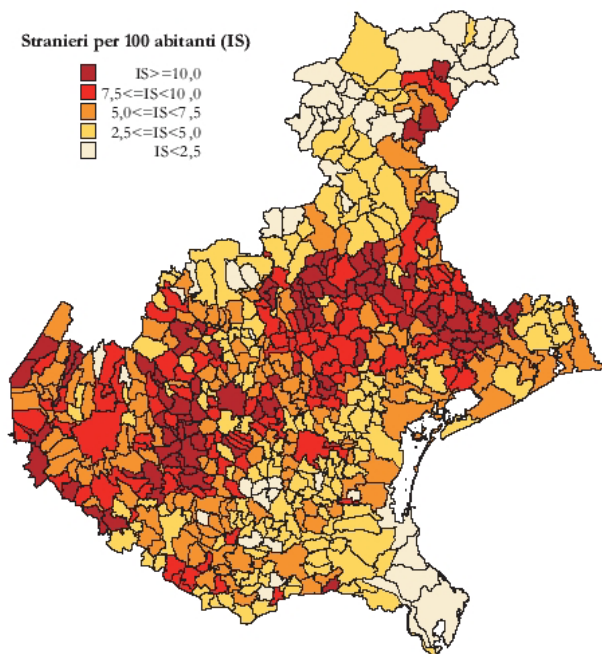 Stranieri per 100 abitanti (IS)
IS>=10,0
7,5<=IS<10 ,0
5,0<=IS<7,5
2,5<=IS<5,0
IS<2,5